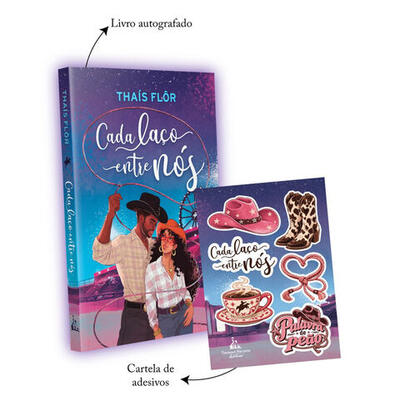 Livro autografado
THAÍS FLÔR
Cada laço
entre nós
THAÍS FLÔR
Cada laço entre nós
Cada laço
entre nós
Palavra
de peão
Cartela de
adesivos